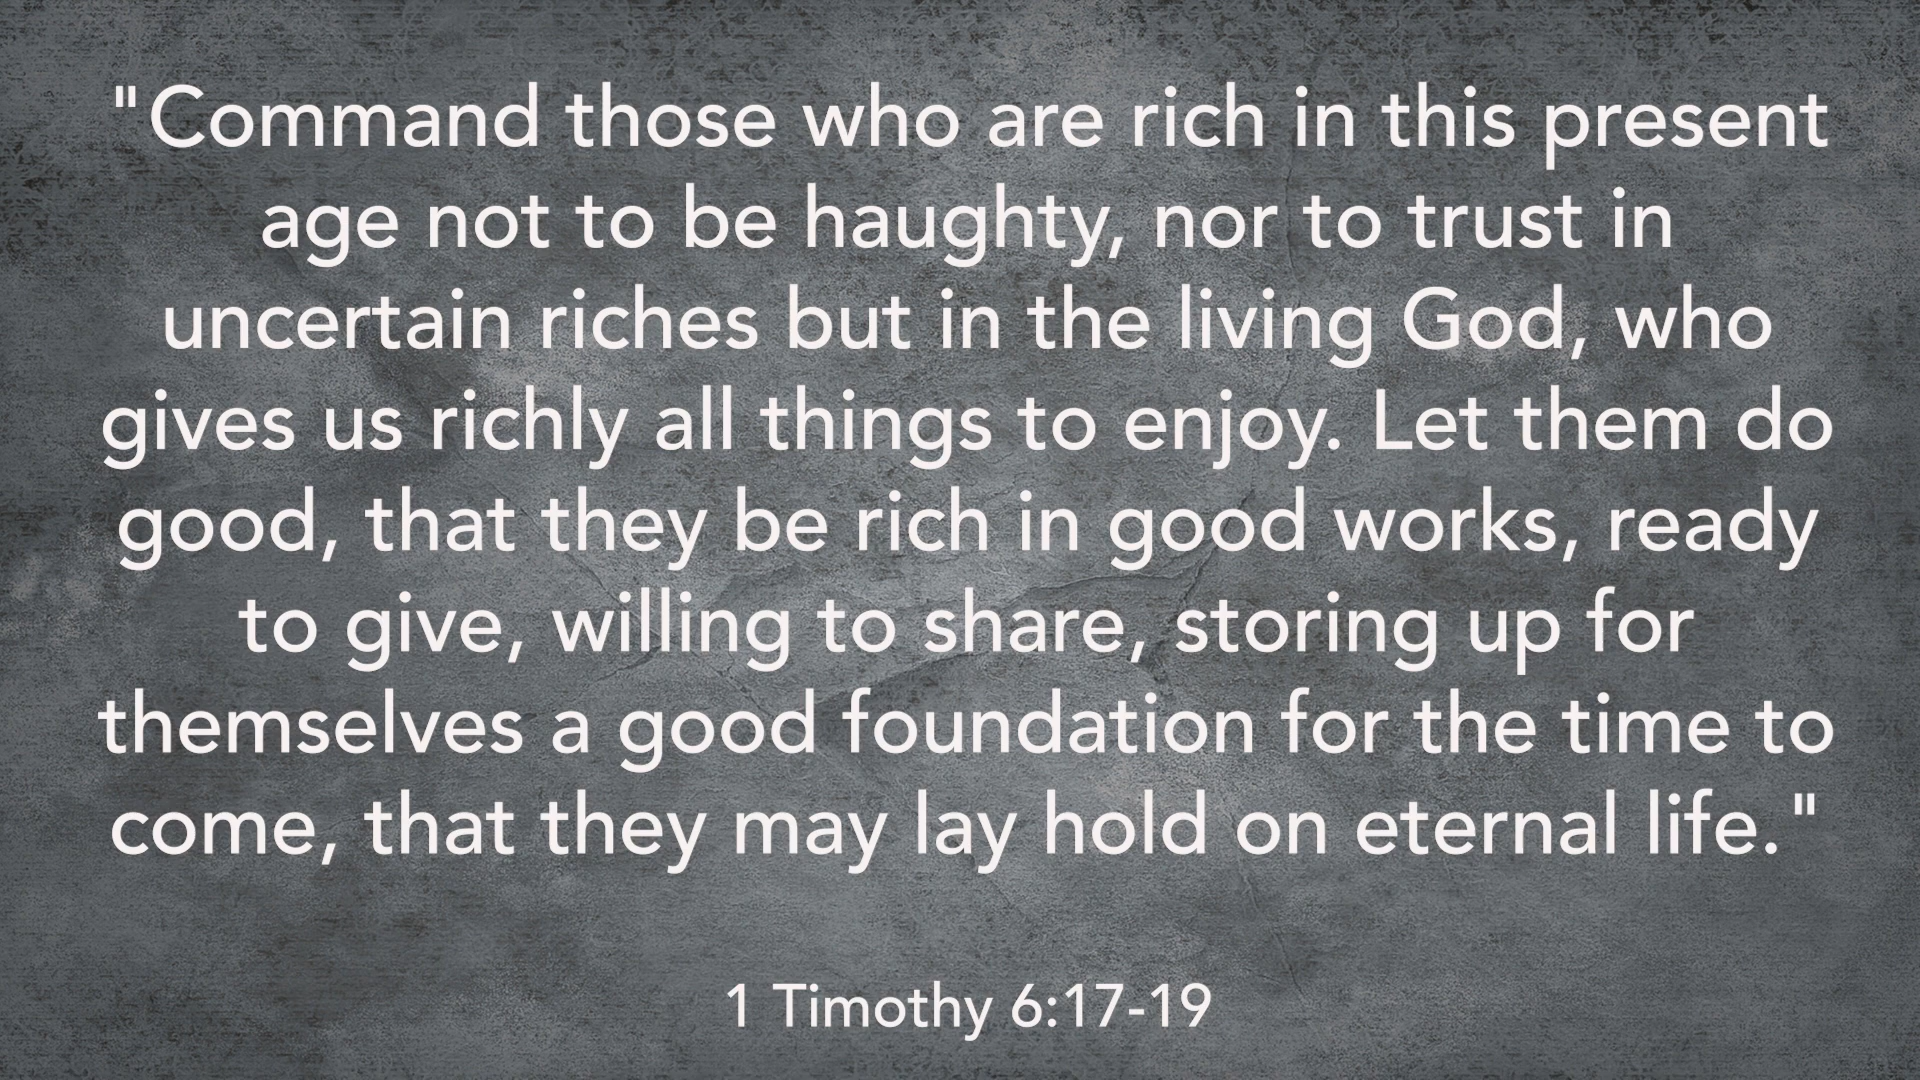 "Command those who are rich in this present
age not to be haughty, nor to trust in
uncertain riches but in the living God, who
gives us richly all things to enjoy. Let them do
good, that they be rich in good works, ready
to give, willing to share, storing up for
themselves a good foundation for the time to
come, that they may lay hold on eternal life."
1 Timothy 6:17-19